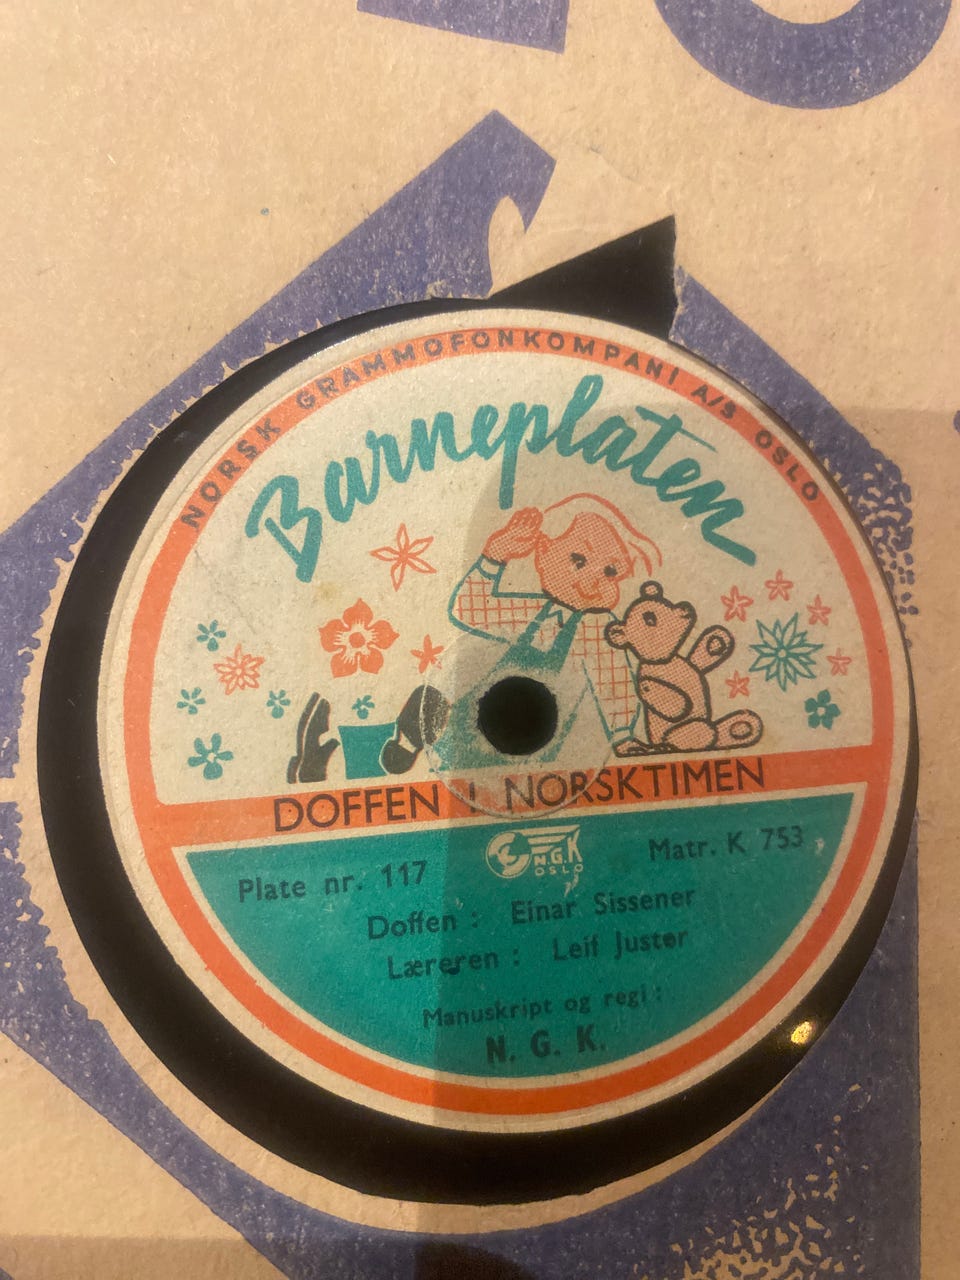 NORSK GRAMMOFONKOMPANI A/S OSLO
Barneplaten
DOFFEN I NORSKTIMEN
N.G.K
OSLO
Plate nr. 117
Matr. K 753
Doffen : Einar Sissener
Læreren : Leif Juster
Manuskript og regi :
N. G. K.